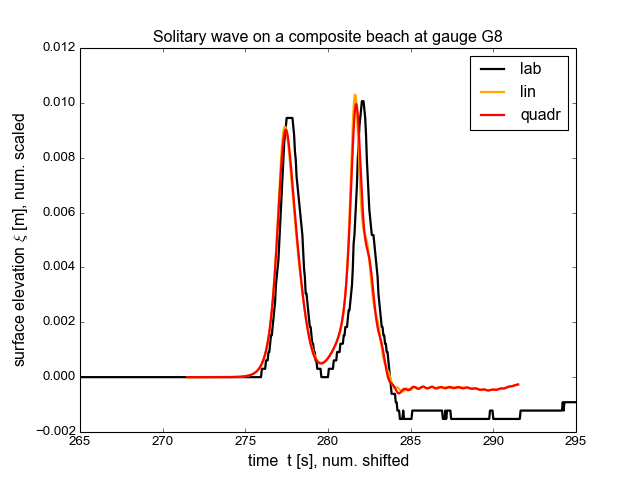 Solitary wave on a composite beach at gauge G8
surface elevation ξ [m], num. scaled
0.012
0.010
0.008
0.006
0.004
0.002
0.000
−0.002
lab
lin
quadr
265 270 275 280 285 290 295
time t [s], num. shifted